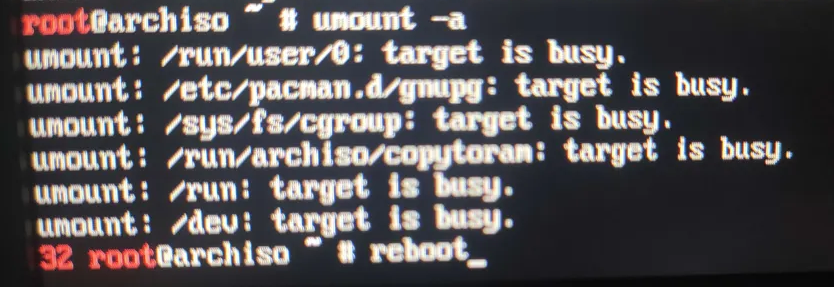 root@archiso ~ # umount -a
umount: /run/user/0: target is busy.
umount: /etc/pacman.d/gnupg: target is busy.
umount: /sys/fs/cgroup: target is busy.
umount: /run/archiso/copytoram: target is busy.
umount: /run: target is busy.
umount: /dev: target is busy.
32 root@archiso ~ # reboot_